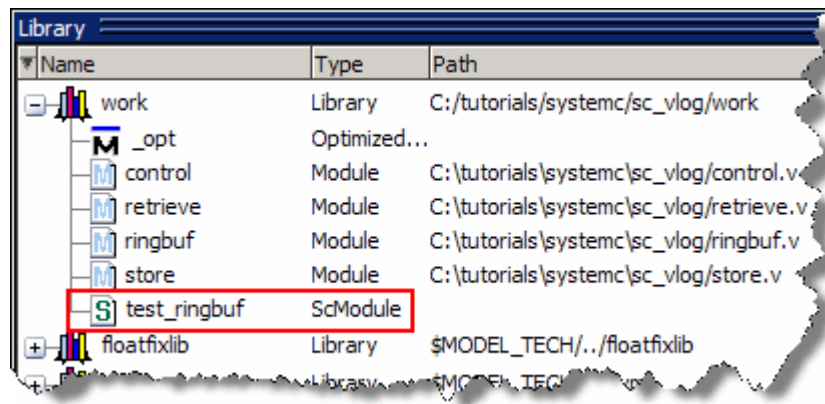 Library
Name Type Path
work Library C:/tutorials/systemc/sc_vlog/work
_opt Optimized...
control Module C:\tutorials\systemc\sc_vlog/control.v
retrieve Module C:\tutorials\systemc\sc_vlog/retrieve.v
ringbuf Module C:\tutorials\systemc\sc_vlog/ringbuf.v
store Module C:\tutorials\systemc\sc_vlog/store.v
test_ringbuf ScModule
floatfixlib Library $MODEL_TECH/../floatfixlib
Library